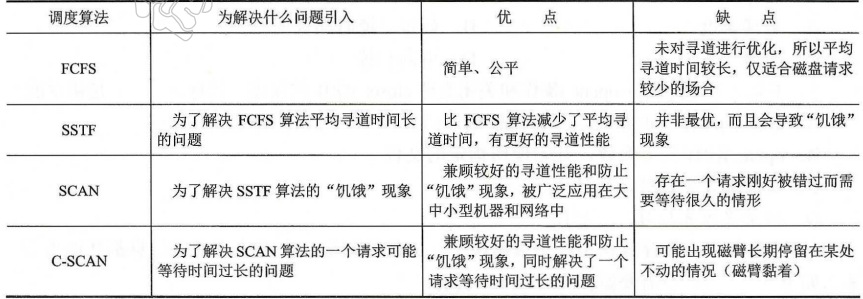 调度算法 为解决什么问题引入 优 点 缺 点
FCFS 简单、公平 未对寻道进行优化，所以平均
寻道时间较长，仅适合磁盘请求
较少的场合
SSTF 为了解决 FCFS 算法平均寻道时间长
的问题
比 FCFS 算法减少了平均寻
道时间，有更好的寻道性能
并非最优，而且会导致“饥饿”
现象
SCAN 为了解决 SSTF 算法的“饥饿”现象
兼顾较好的寻道性能和防止
“饥饿”现象，被广泛应用在大
中小型机器和网络中
存在一个请求刚好被错过而需
要等待很久的情形
C-SCAN 为了解决 SCAN 算法的一个请求可能
等待时间过长的问题
兼顾较好的寻道性能和防止
“饥饿”现象，同时解决了一个
请求等待时间过长的问题
可能出现磁臂长期停留在某处
不动的情况（磁臂黏着）